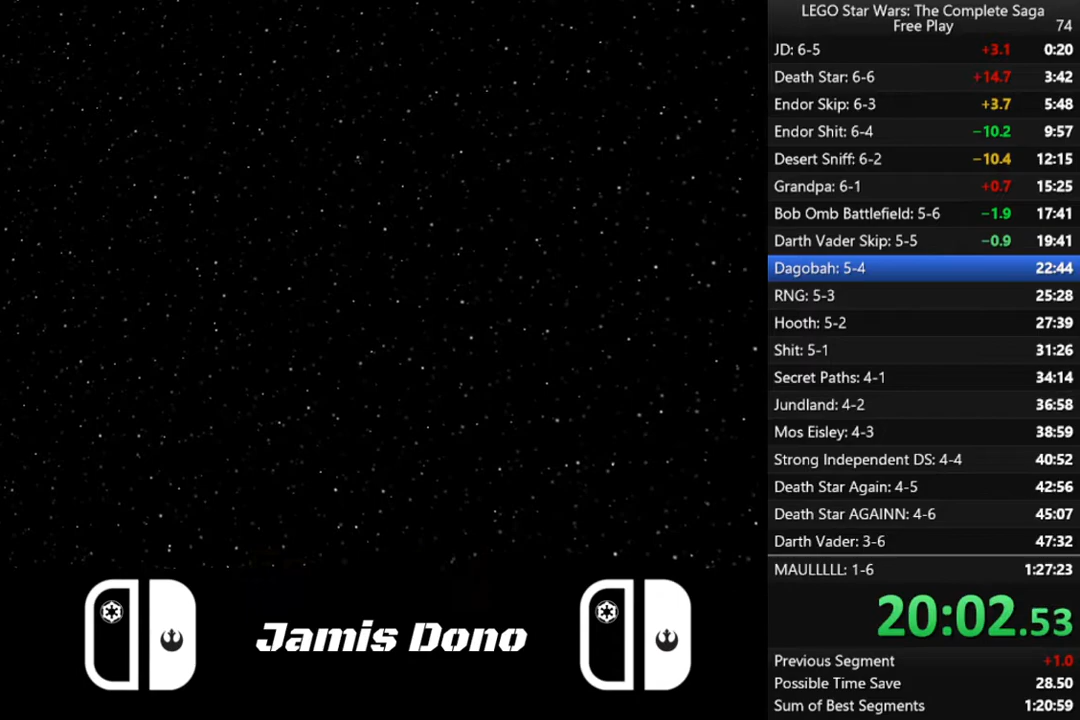 LEGO Star Wars: The Complete Saga
Free Play 74
JD: 6-5 +3.1 0:20
Death Star: 6-6 +14.7 3:42
Endor Skip: 6-3 +3.7 5:48
Endor Shit: 6-4 −10.2 9:57
Desert Sniff: 6-2 −10.4 12:15
Grandpa: 6-1 +0.7 15:25
Bob Omb Battlefield: 5-6 −1.9 17:41
Darth Vader Skip: 5-5 −0.9 19:41
Dagobah: 5-4 22:44
RNG: 5-3 25:28
Hooth: 5-2 27:39
Shit: 5-1 31:26
Secret Paths: 4-1 34:14
Jundland: 4-2 36:58
Mos Eisley: 4-3 38:59
Strong Independent DS: 4-4 40:52
Death Star Again: 4-5 42:56
Death Star AGAINN: 4-6 45:07
Darth Vader: 3-6 47:32
MAULLLLL: 1-6 1:27:23
20:02.53
Previous Segment +1.0
Possible Time Save 28.50
Sum of Best Segments 1:20:59
Jamis Dono